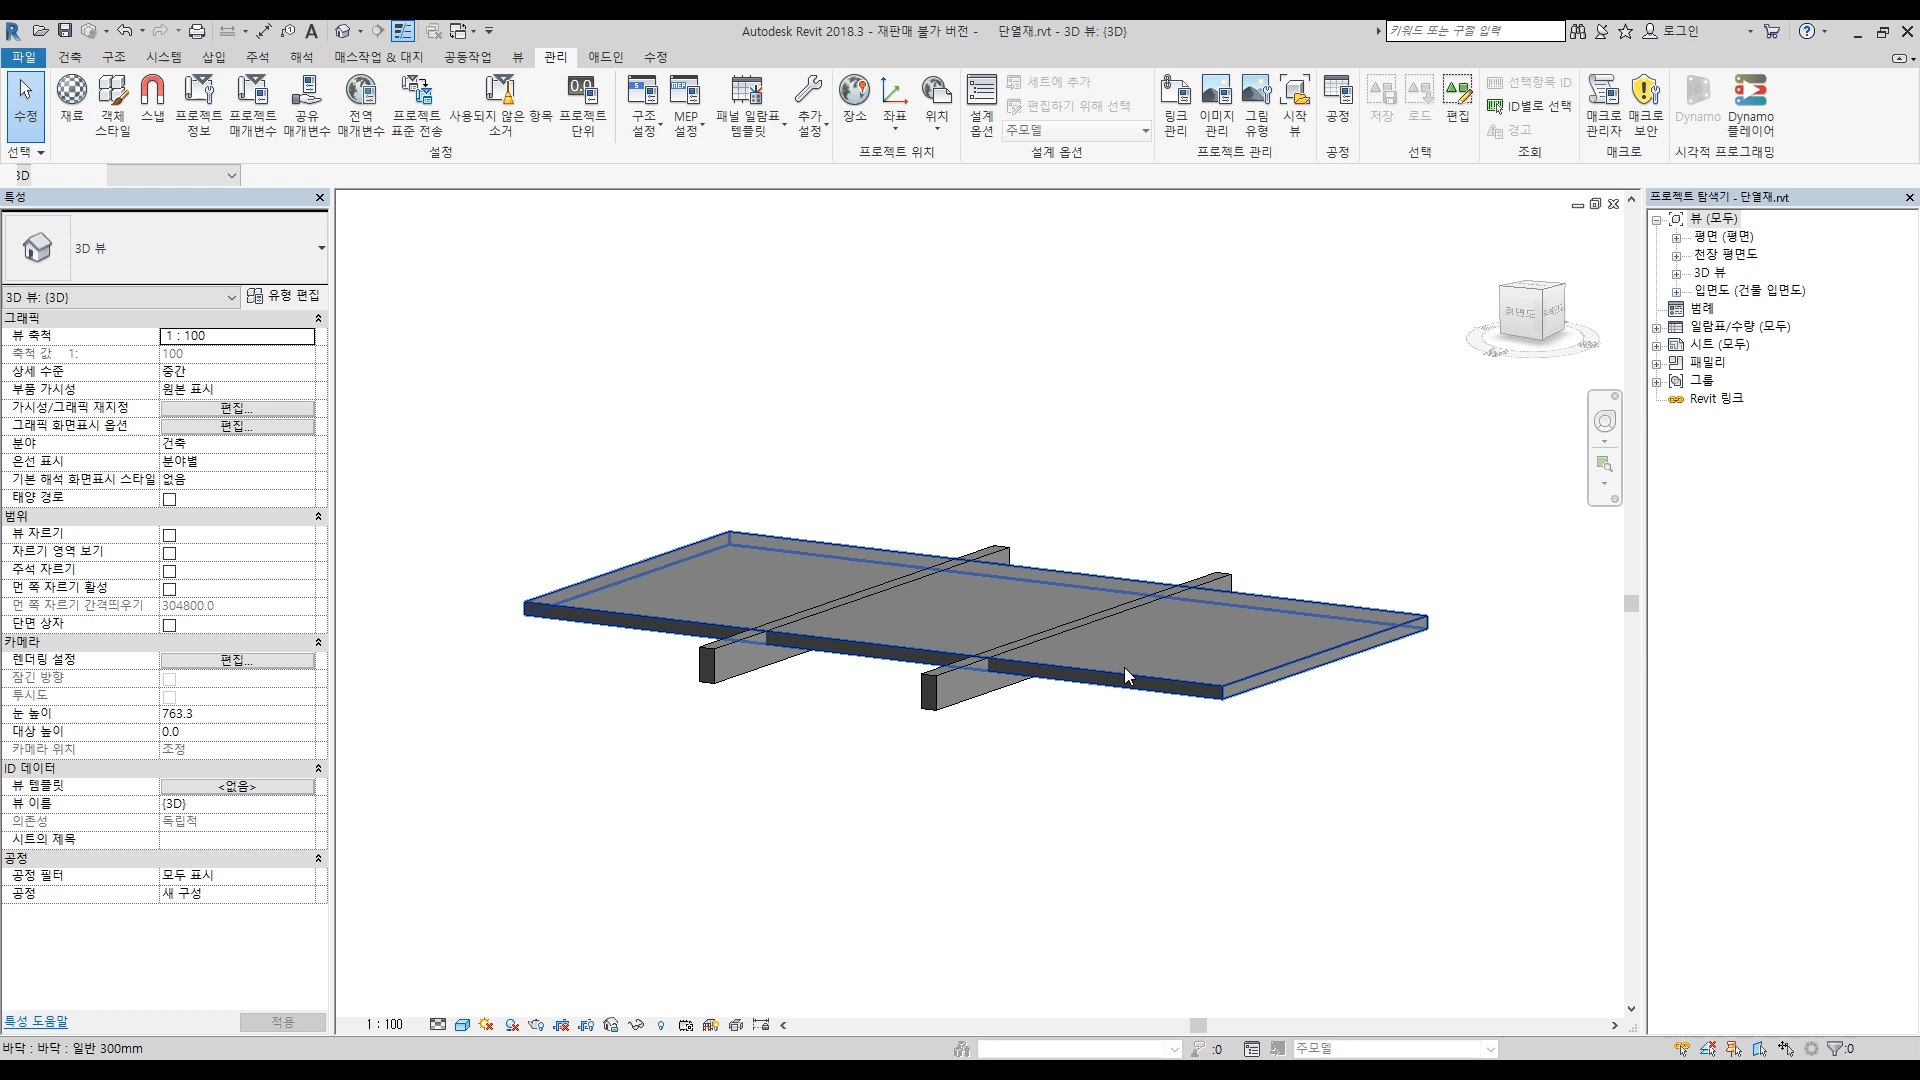 Autodesk Revit 2018.3 - 재판매 불가 버전 - 단열재.rvt - 3D 뷰: {3D}
키워드 또는 구절 입력
로그인
파일 건축 구조 시스템 삽입 주석 해석 매스작업 & 대지 공동작업 뷰 관리 애드인 수정
수정
재료
객체 스타일
스냅
프로젝트 정보
프로젝트 매개변수
공유 매개변수
전역 매개변수
프로젝트 표준 전송
사용되지 않은 항목 소거
프로젝트 단위
구조 설정
MEP 설정
패널 일람표 템플릿
추가 설정
장소
좌표
위치
설계 옵션
세트에 추가
편집하기 위해 선택
주모델
링크 관리
이미지 관리
그림 유형
시작 뷰
공정
저장
로드
편집
선택항목 ID
ID별로 선택
경고
매크로 관리자
매크로 보안
Dynamo
Dynamo 플레이어
선택 설정 프로젝트 위치 설계 옵션 프로젝트 관리 공정 선택 조회 매크로 시각적 프로그래밍
3D
특성
3D 뷰
3D 뷰: {3D} 유형 편집
그래픽
뷰 축척 1 : 100
축척 값 1: 100
상세 수준 중간
부품 가시성 원본 표시
가시성/그래픽 재지정 편집...
그래픽 화면표시 옵션 편집...
분야 건축
은선 표시 분야별
기본 해석 화면표시 스타일 없음
태양 경로
범위
뷰 자르기
자르기 영역 보기
주석 자르기
먼 쪽 자르기 활성
먼 쪽 자르기 간격띄우기 304800.0
단면 상자
카메라
렌더링 설정 편집...
잠긴 방향
투시도
눈 높이 763.3
대상 높이 0.0
카메라 위치 조정
ID 데이터
뷰 템플릿 <없음>
뷰 이름 {3D}
의존성 독립적
시트의 제목
공정
공정 필터 모두 표시
공정 새 구성
특성 도움말 적용
정면도
프로젝트 탐색기 - 단열재.rvt
뷰 (모두)
평면 (평면)
천장 평면도
3D 뷰
입면도 (건물 입면도)
범례
일람표/수량 (모두)
시트 (모두)
패밀리
그룹
Revit 링크
1 : 100
바닥 : 바닥 : 일반 300mm
:0
주모델
:0